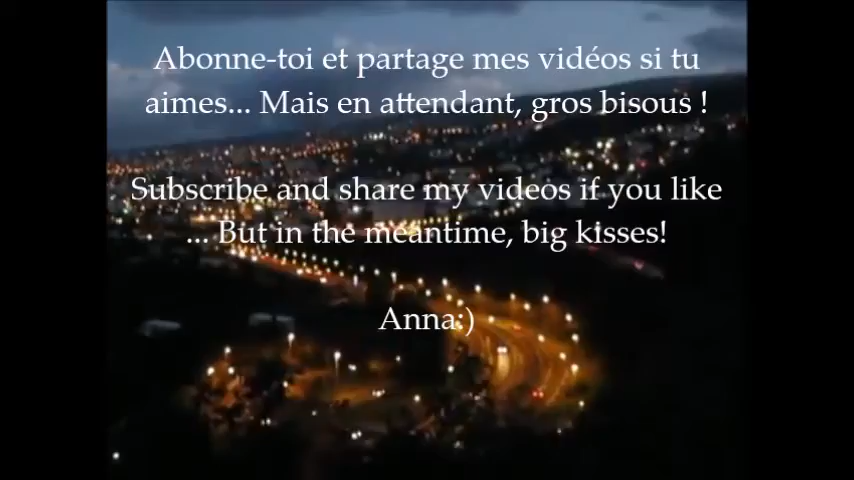 Abonne-toi et partage mes vidéos si tu
aimes... Mais en attendant, gros bisous !
Subscribe and share my videos if you like
... But in the meantime, big kisses!
Anna:)